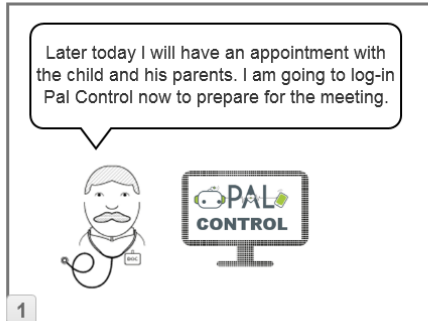 Later today I will have an appointment with
the child and his parents. I am going to log-in
Pal Control now to prepare for the meeting.
PAL
CONTROL
1